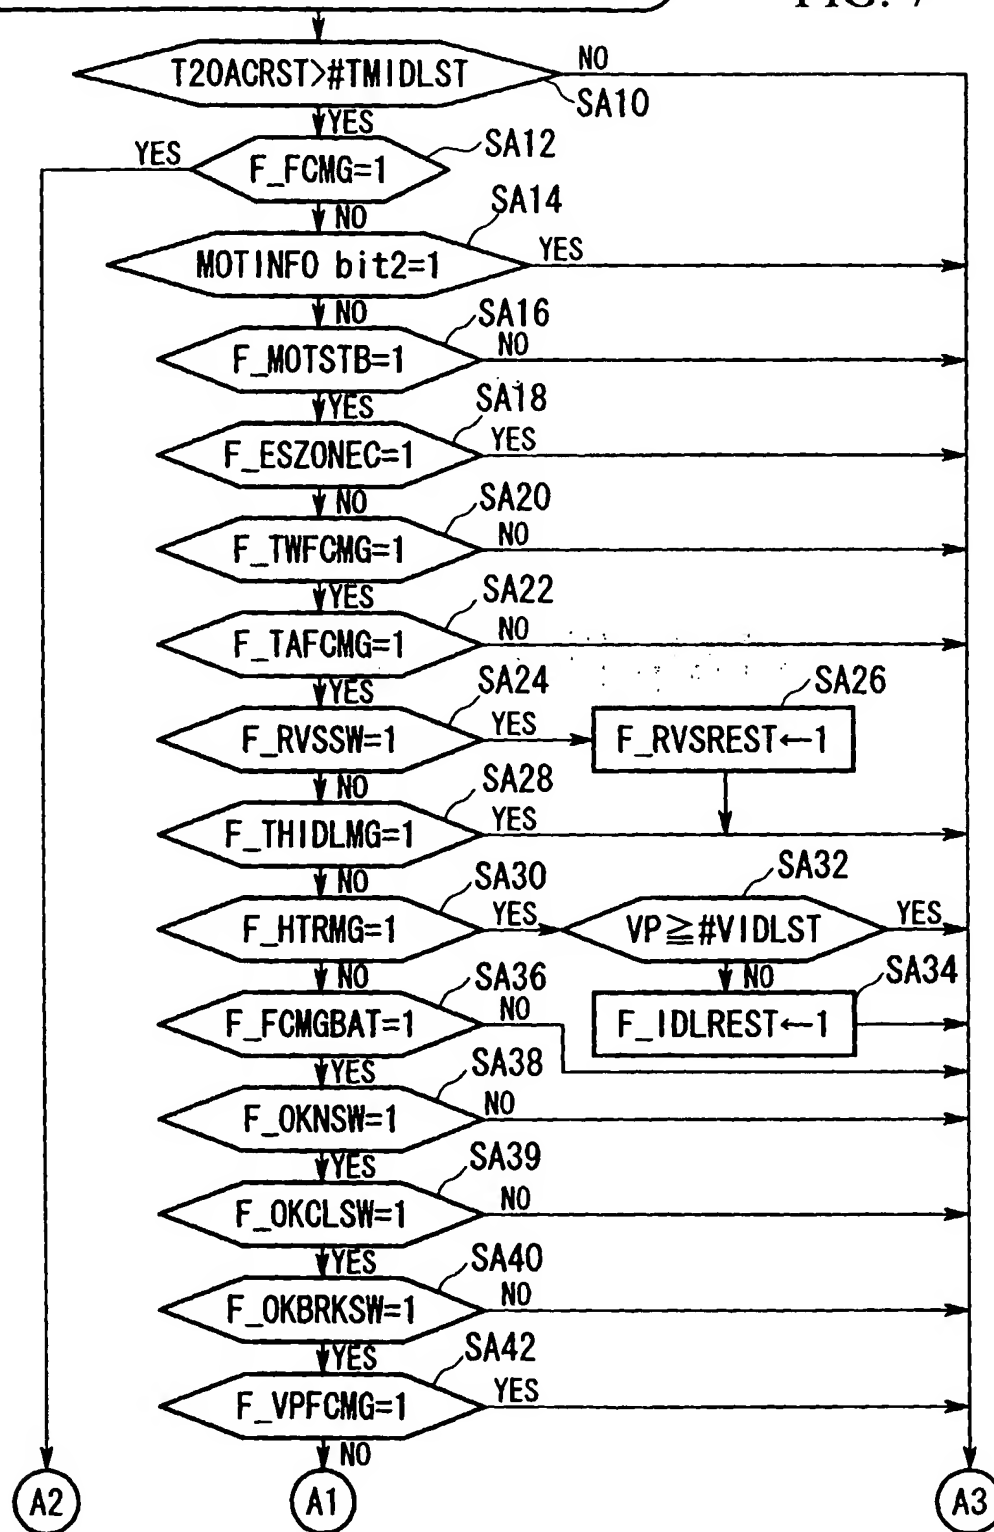 FIG. 7
T20ACRST>#TMIDLST
NO
SA10
YES
SA12
YES
F_FCMG=1
NO
SA14
MOTINFO bit2=1
YES
NO
SA16
F_MOTSTB=1
NO
YES
SA18
F_ESZONEC=1
YES
NO
SA20
F_TWFCMG=1
NO
YES
SA22
F_TAFCMG=1
NO
YES
SA24
F_RVSSW=1
YES
SA26
F_RVSREST←1
NO
SA28
F_THIDLMG=1
YES
NO
SA30
F_HTRMG=1
YES
SA32
VP≧#VIDLST
YES
NO
SA34
F_IDLREST←1
NO
SA36
F_FCMGBAT=1
NO
YES
SA38
F_OKNSW=1
NO
YES
SA39
F_OKCLSW=1
NO
YES
SA40
F_OKBRKSW=1
NO
YES
SA42
F_VPFCMG=1
YES
NO
A2
A1
A3